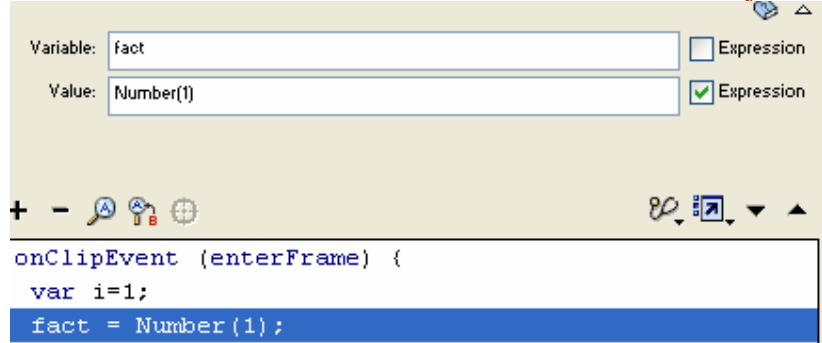 Variable: fact Expression
Value: Number(1) Expression
onClipEvent (enterFrame) {
var i=1;
fact = Number(1);